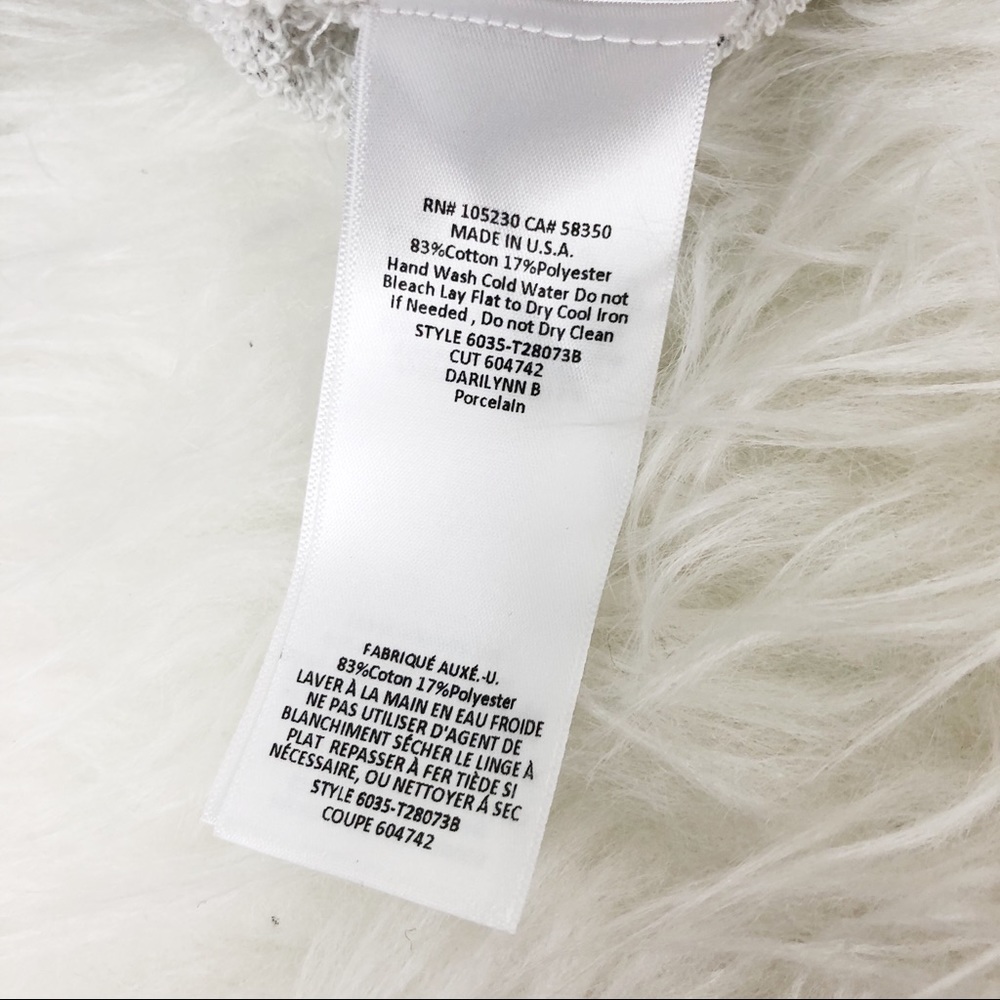 RN# 105230 CA# 58350
MADE IN U.S.A.
83%Cotton 17%Polyester
Hand Wash Cold Water Do not
Bleach Lay Flat to Dry Cool Iron
if Needed , Do not Dry Clean
STYLE 6035-T28073B
CUT 604742
DARILYNN B
Porcelain
FABRIQUÉ AUXÉ.-U.
83%Coton 17%Polyester
LAVER À LA MAIN EN EAU FROIDE
NE PAS UTILISER D'AGENT DE
BLANCHIMENT SÉCHER LE LINGE À
PLAT REPASSER À FER TIÈDE SI
NÉCESSAIRE, OU NETTOYER Á SEC
STYLE 6035-T28073B
COUPE 604742